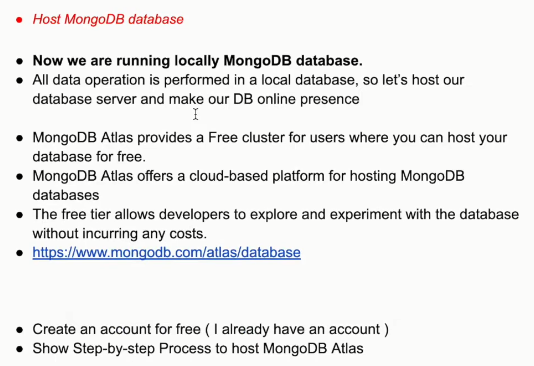 ● Host MongoDB database
● Now we are running locally MongoDB database.
● All data operation is performed in a local database, so let's host our
database server and make our DB online presence
● MongoDB Atlas provides a Free cluster for users where you can host your
database for free.
● MongoDB Atlas offers a cloud-based platform for hosting MongoDB
databases
● The free tier allows developers to explore and experiment with the database
without incurring any costs.
● https://www.mongodb.com/atlas/database
● Create an account for free ( I already have an account )
● Show Step-by-step Process to host MongoDB Atlas